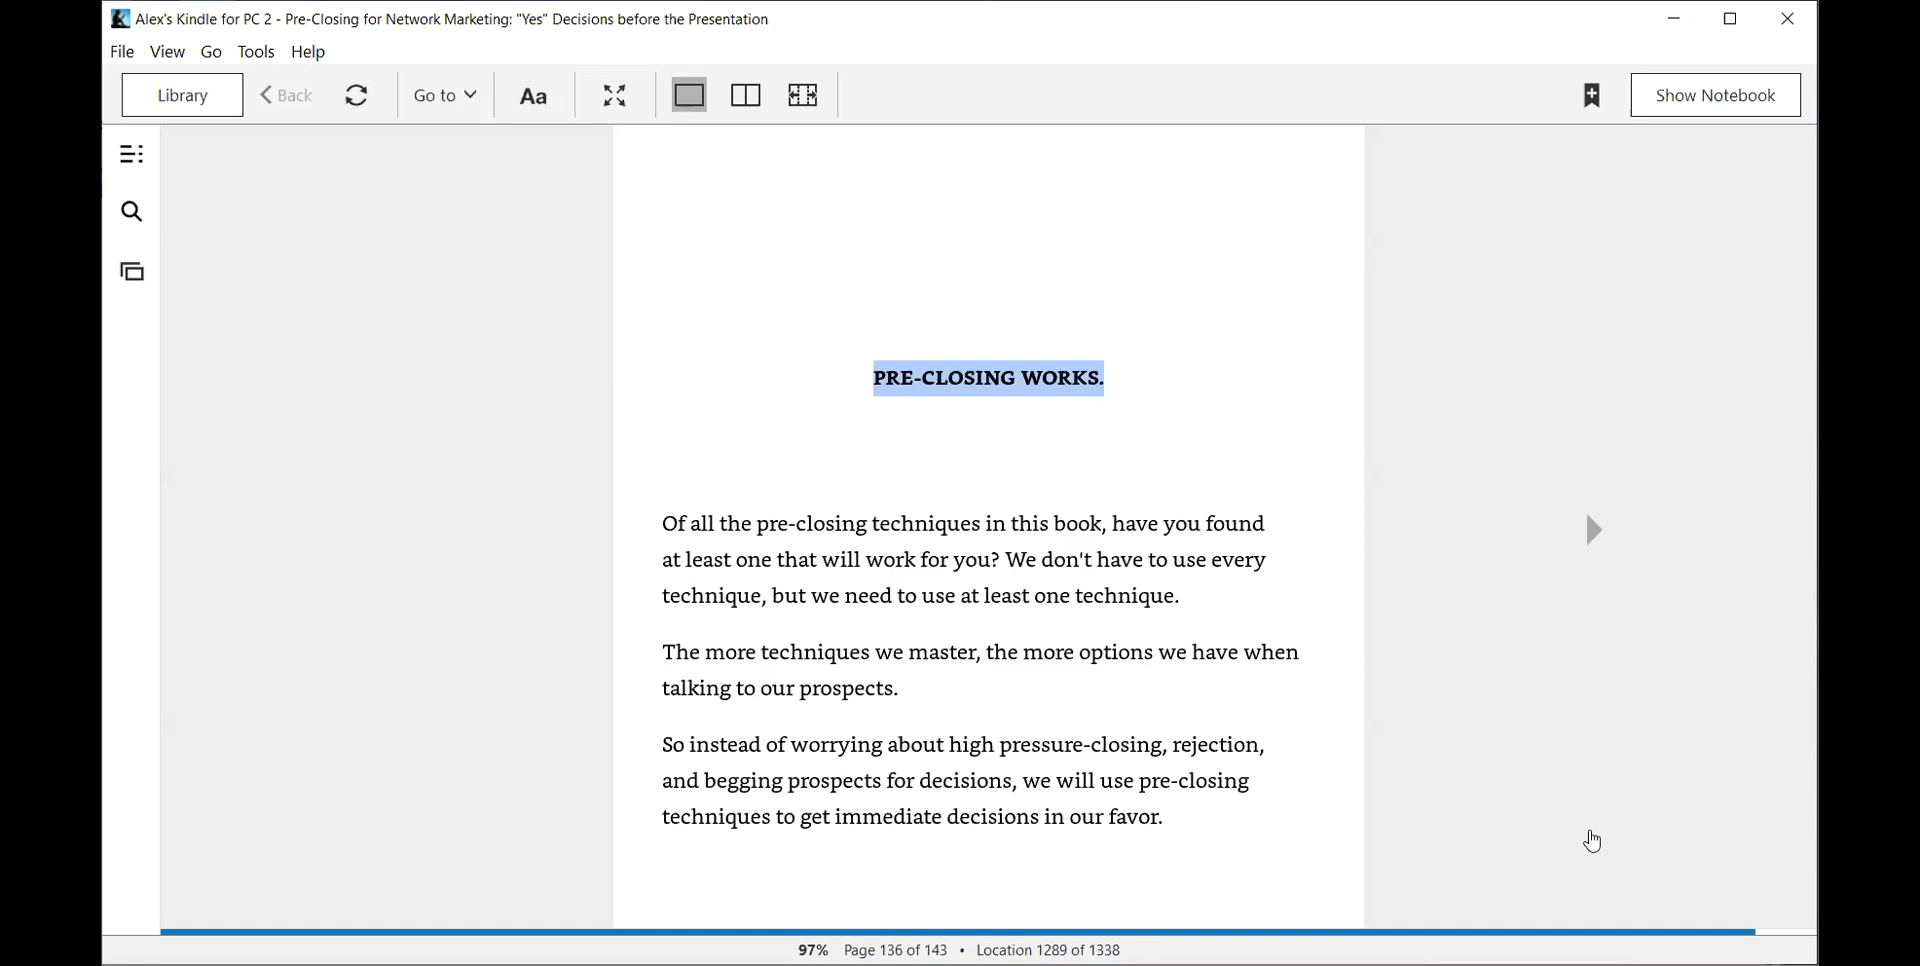 Alex's Kindle for PC 2 - Pre-Closing for Network Marketing: "Yes" Decisions before the Presentation
File View Go Tools Help
Library Back Go to Aa Show Notebook
PRE-CLOSING WORKS.
Of all the pre-closing techniques in this book, have you found
at least one that will work for you? We don't have to use every
technique, but we need to use at least one technique.
The more techniques we master, the more options we have when
talking to our prospects.
So instead of worrying about high pressure-closing, rejection,
and begging prospects for decisions, we will use pre-closing
techniques to get immediate decisions in our favor.
97% Page 136 of 143 • Location 1289 of 1338